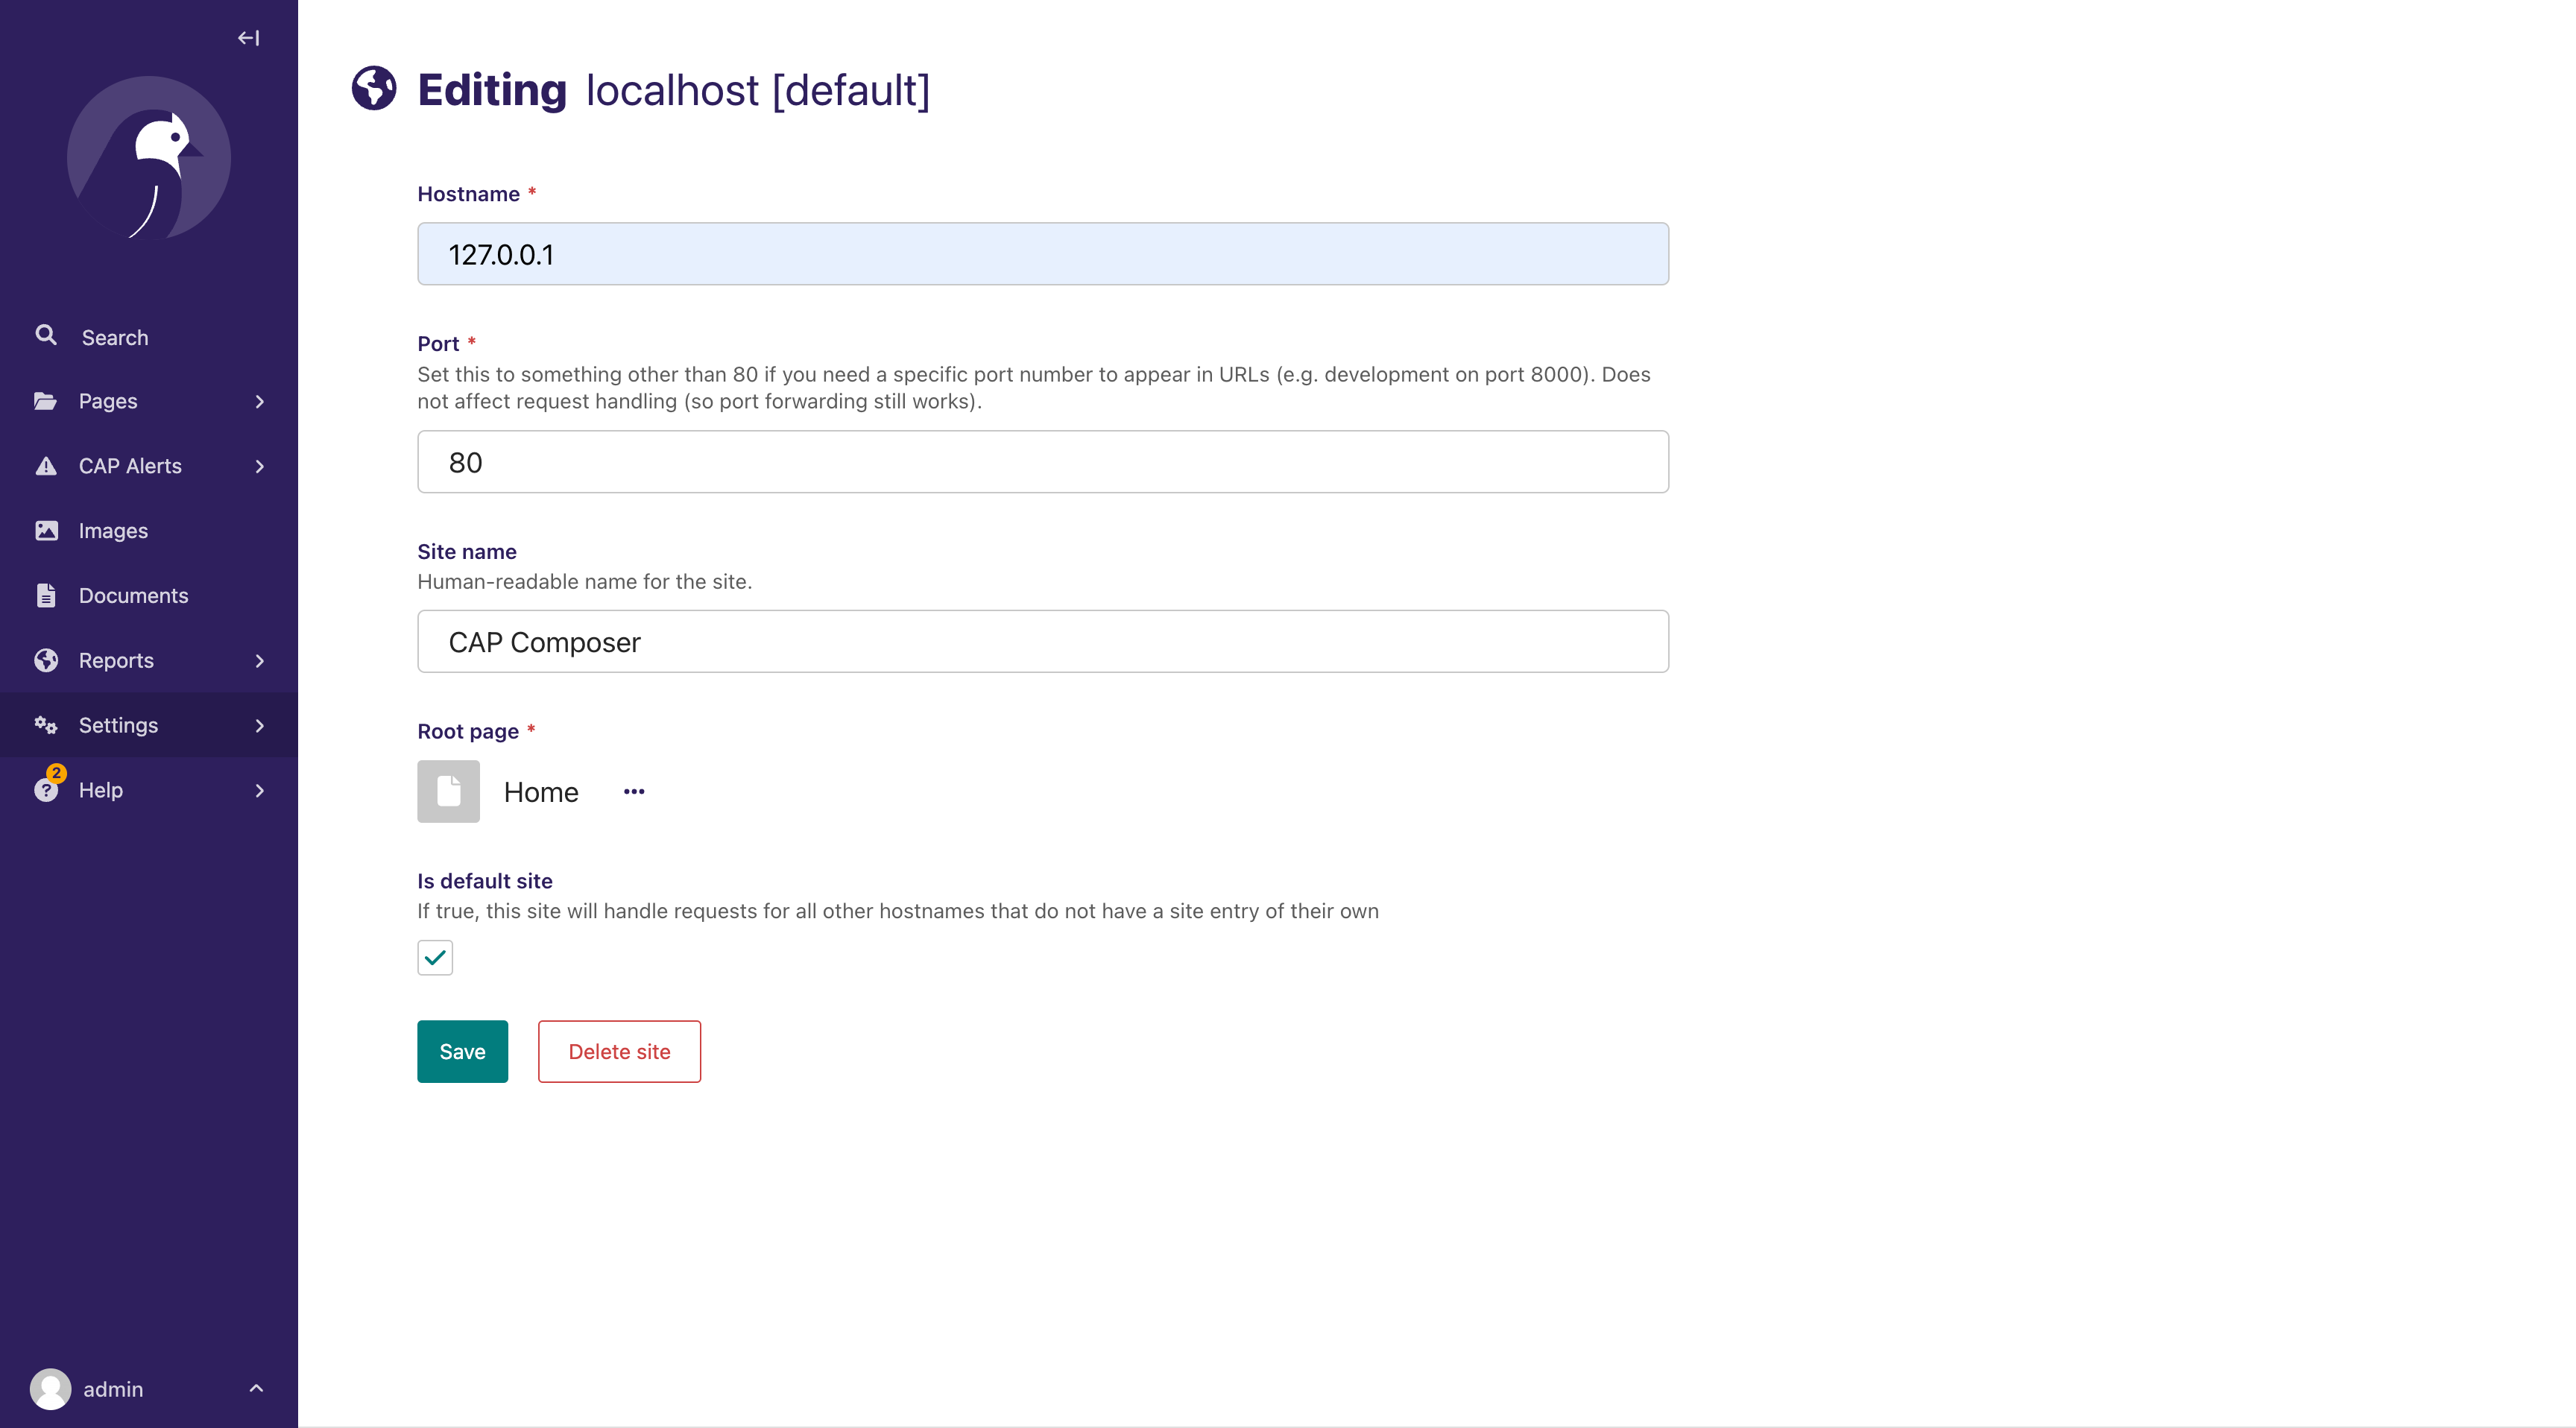 Search
Pages
CAP Alerts
Images
Documents
Reports
Settings
2
Help
admin
Editing localhost [default]
Hostname *
127.0.0.1
Port *
Set this to something other than 80 if you need a specific port number to appear in URLs (e.g. development on port 8000). Does
not affect request handling (so port forwarding still works).
80
Site name
Human-readable name for the site.
CAP Composer
Root page *
Home
Is default site
If true, this site will handle requests for all other hostnames that do not have a site entry of their own
Save
Delete site